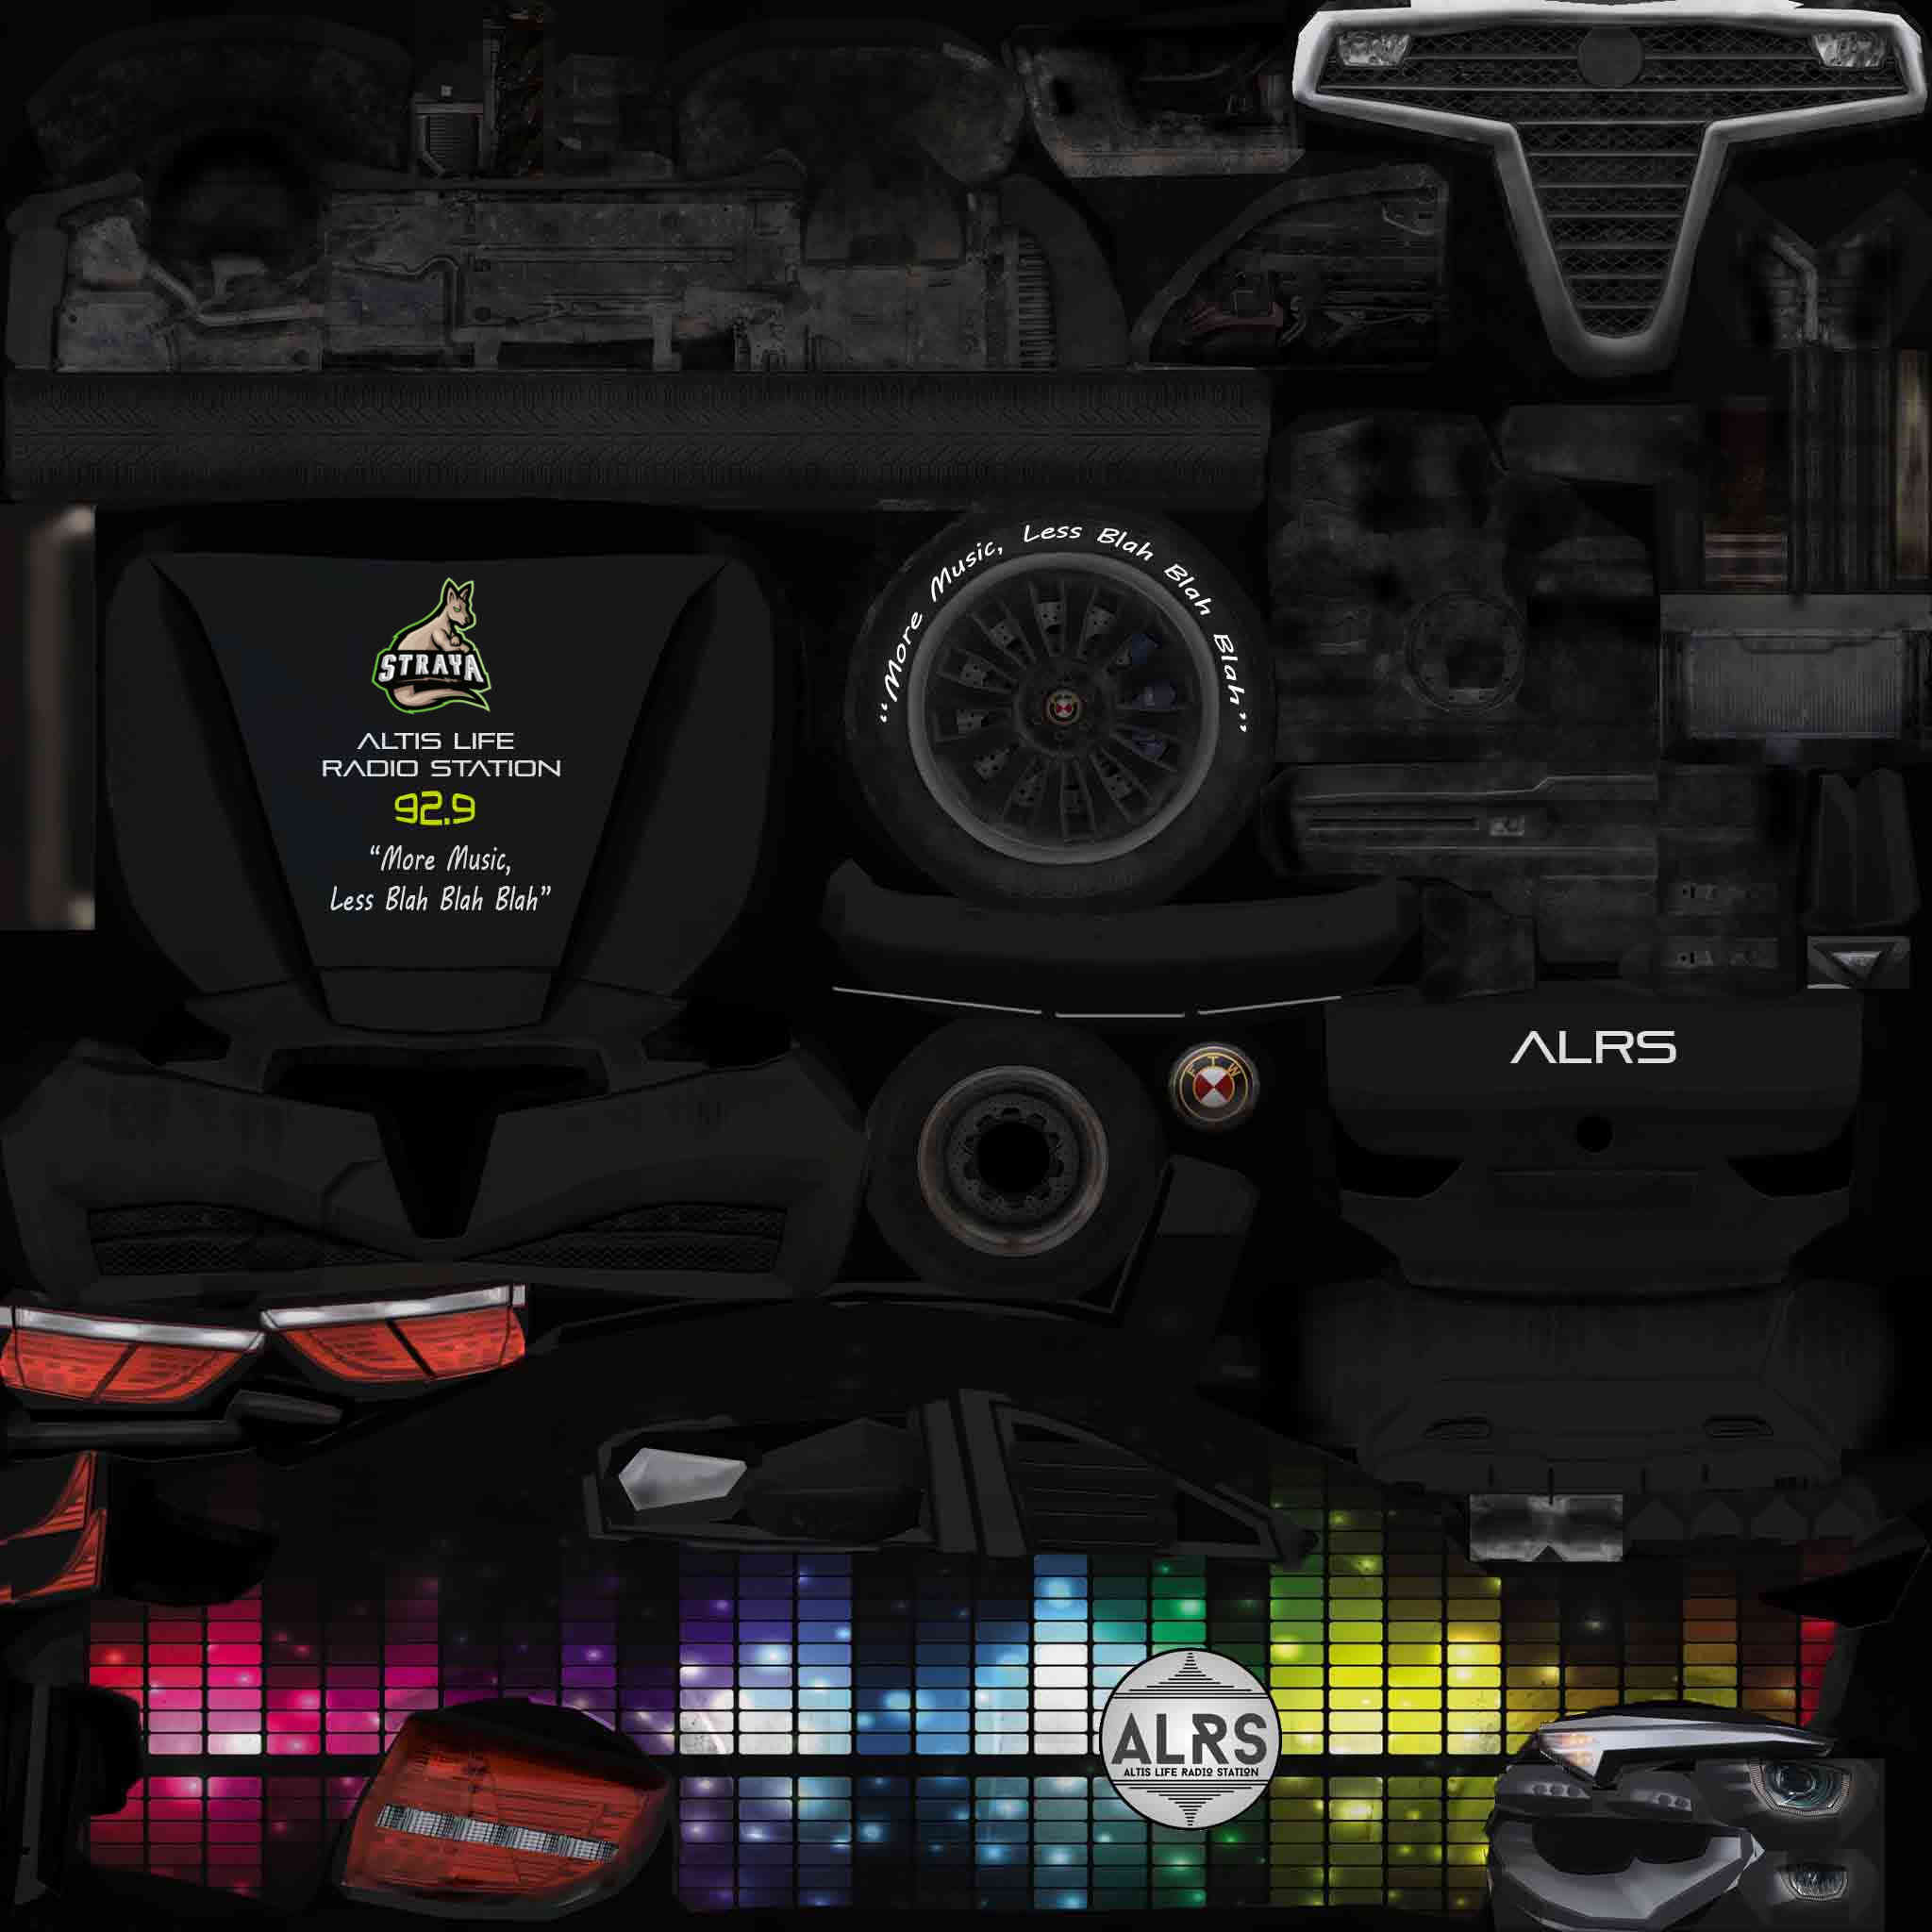 “More Music, Less Blah Blah Blah”
STRAYA
ALTIS LIFE
RADIO STATION
92.9
“More Music,
Less Blah Blah Blah”
ALRS
FTW
ALRS
ALTIS LIFE RADIO STATION